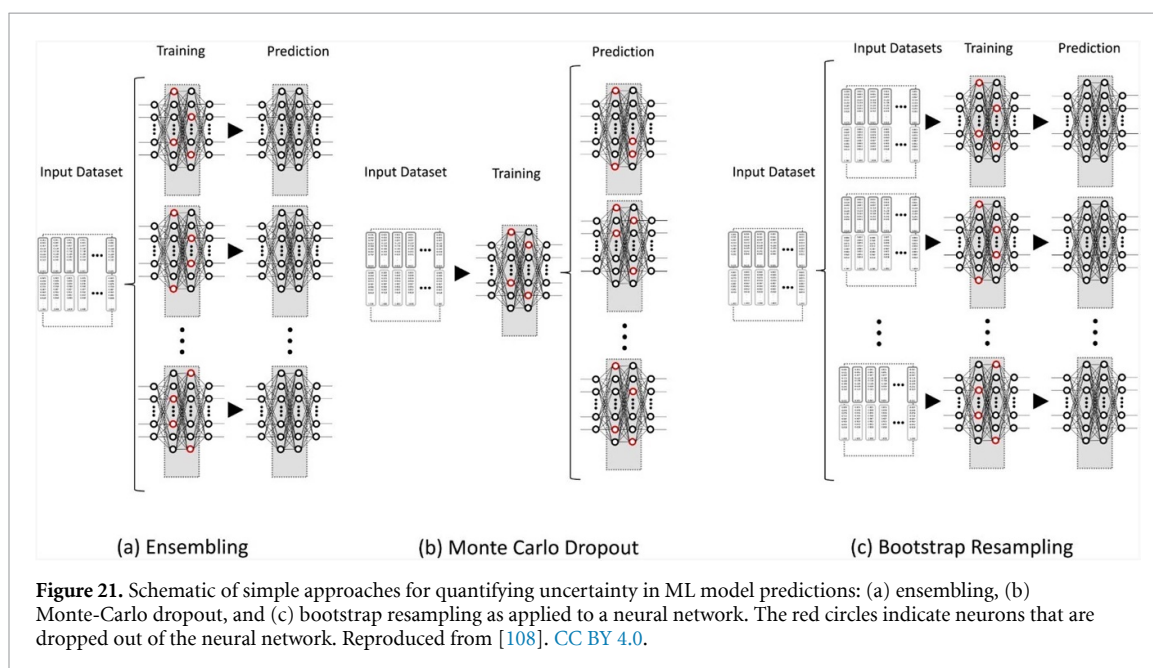 Training Prediction
Input Dataset
(a) Ensembling
Prediction
Input Dataset
Training
(b) Monte Carlo Dropout
Input Datasets Training Prediction
Input Dataset
(c) Bootstrap Resampling
Figure 21. Schematic of simple approaches for quantifying uncertainty in ML model predictions: (a) ensembling, (b)
Monte-Carlo dropout, and (c) bootstrap resampling as applied to a neural network. The red circles indicate neurons that are
dropped out of the neural network. Reproduced from [108]. CC BY 4.0.